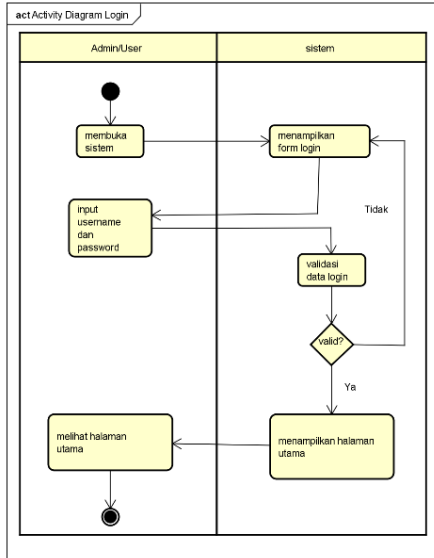 act Activity Diagram Login
Admin/User
sistem
membuka
sistem
menampilkan
form login
Tidak
input
username
dan
password
validasi
data login
valid?
Ya
melihat halaman
utama
menampilkan halaman
utama